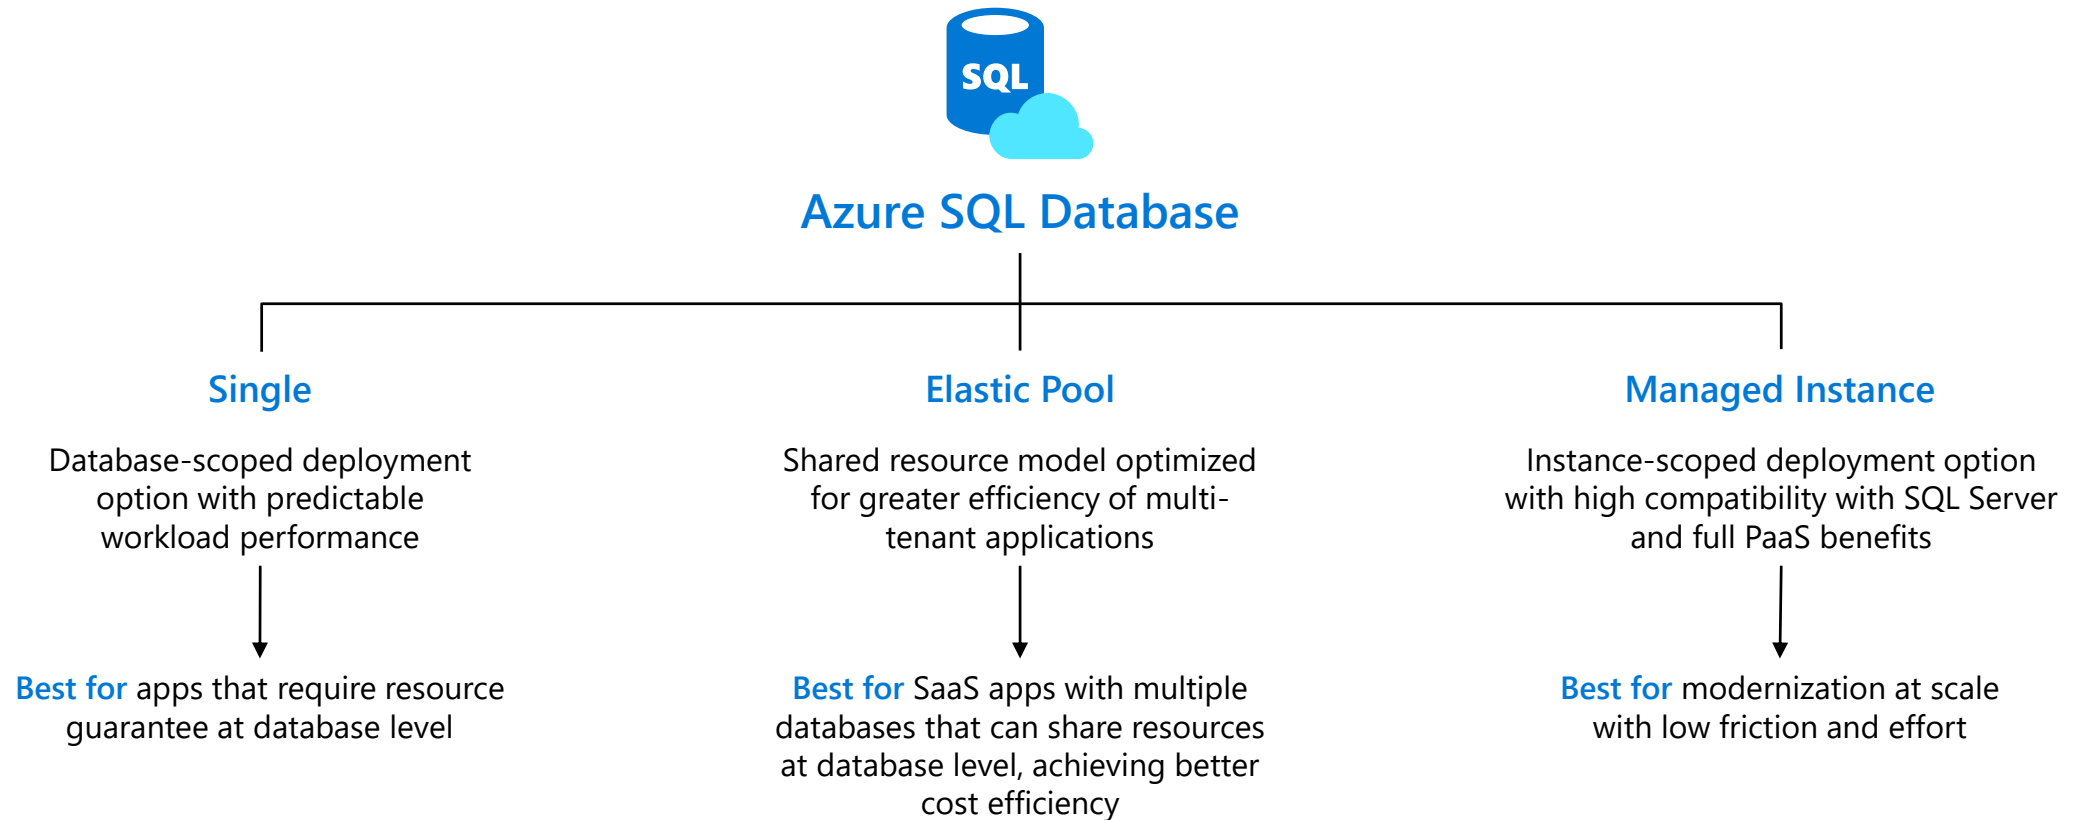 SQL
Azure SQL Database
Single
Database-scoped deployment
option with predictable
workload performance
Best for apps that require resource
guarantee at database level
Elastic Pool
Shared resource model optimized
for greater efficiency of multi-
tenant applications
Best for SaaS apps with multiple
databases that can share resources
at database level, achieving better
cost efficiency
Managed Instance
Instance-scoped deployment option
with high compatibility with SQL Server
and full PaaS benefits
Best for modernization at scale
with low friction and effort